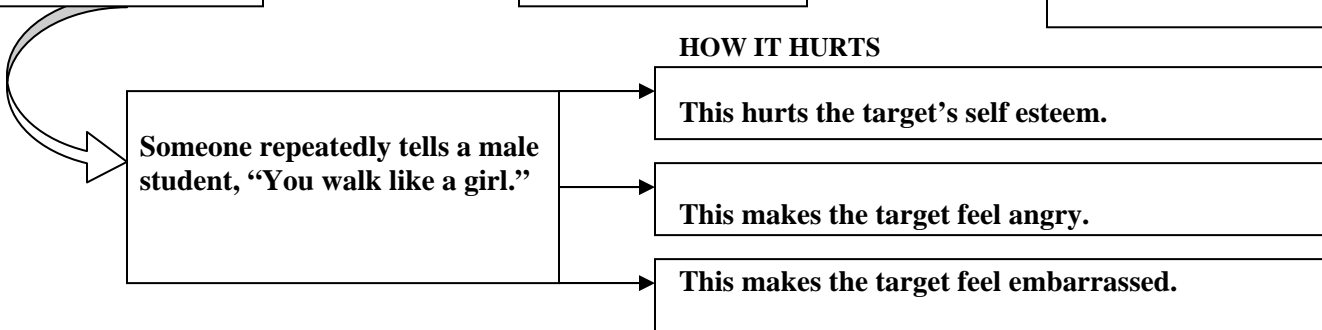 HOW IT HURTS
This hurts the target’s self esteem.
Someone repeatedly tells a male
student, “You walk like a girl.”
This makes the target feel angry.
This makes the target feel embarrassed.